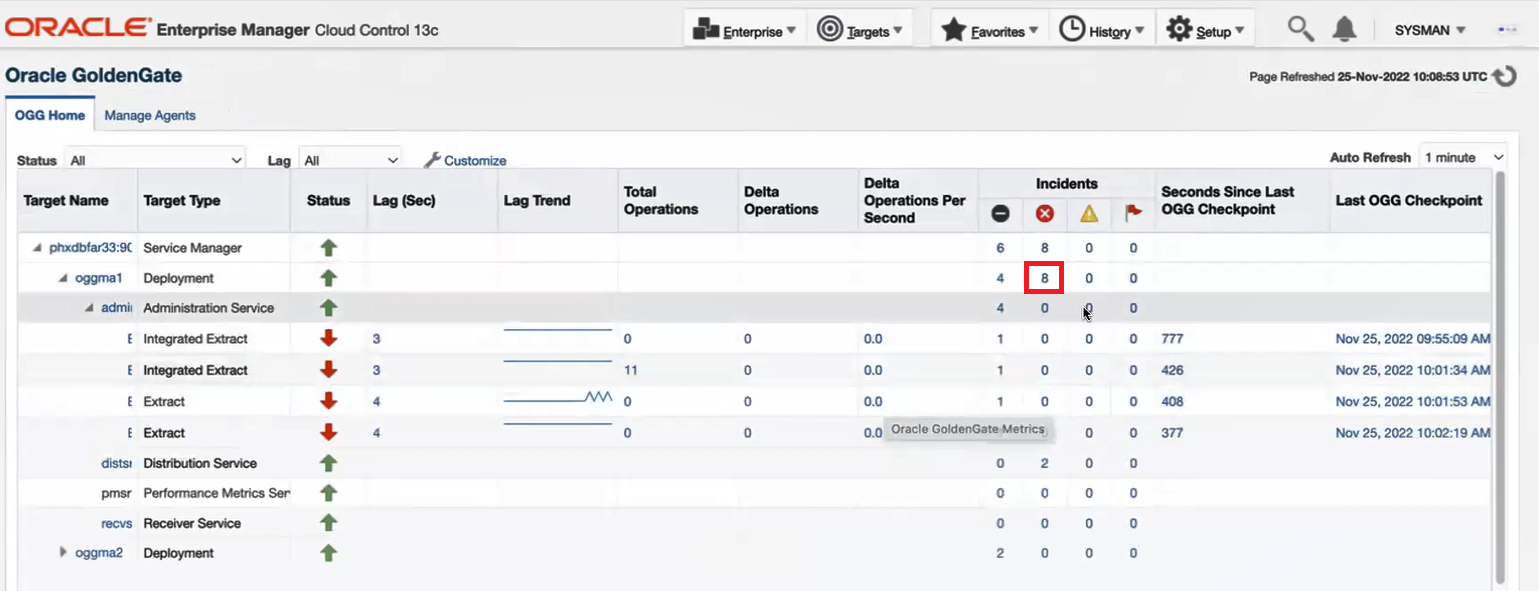 ORACLE® Enterprise Manager Cloud Control 13c Enterprise Targets Favorites History Setup SYSMAN
Oracle GoldenGate
Page Refreshed 25-Nov-2022 10:08:53 UTC
OGG Home Manage Agents
Status All Lag All Customize Auto Refresh 1 minute
Target Name Target Type Status Lag (Sec) Lag Trend Total Operations Delta Operations Delta Operations Per Second Incidents Seconds Since Last OGG Checkpoint Last OGG Checkpoint
phxdbfar33:90 Service Manager 6 8 0 0
oggma1 Deployment 4 8 0 0
admi Administration Service 4 0 0 0
E Integrated Extract 3 0 0 0.0 1 0 0 0 777 Nov 25, 2022 09:55:09 AM
E Integrated Extract 3 11 0 0.0 1 0 0 0 426 Nov 25, 2022 10:01:34 AM
E Extract 4 0 0 0.0 1 0 0 0 408 Nov 25, 2022 10:01:53 AM
Oracle GoldenGate Metrics
E Extract 4 0 0 0.0 0 0 0 377 Nov 25, 2022 10:02:19 AM
distsr Distribution Service 0 2 0 0
pmsr Performance Metrics Ser 0 0 0 0
recvs Receiver Service 0 0 0 0
oggma2 Deployment 2 0 0 0